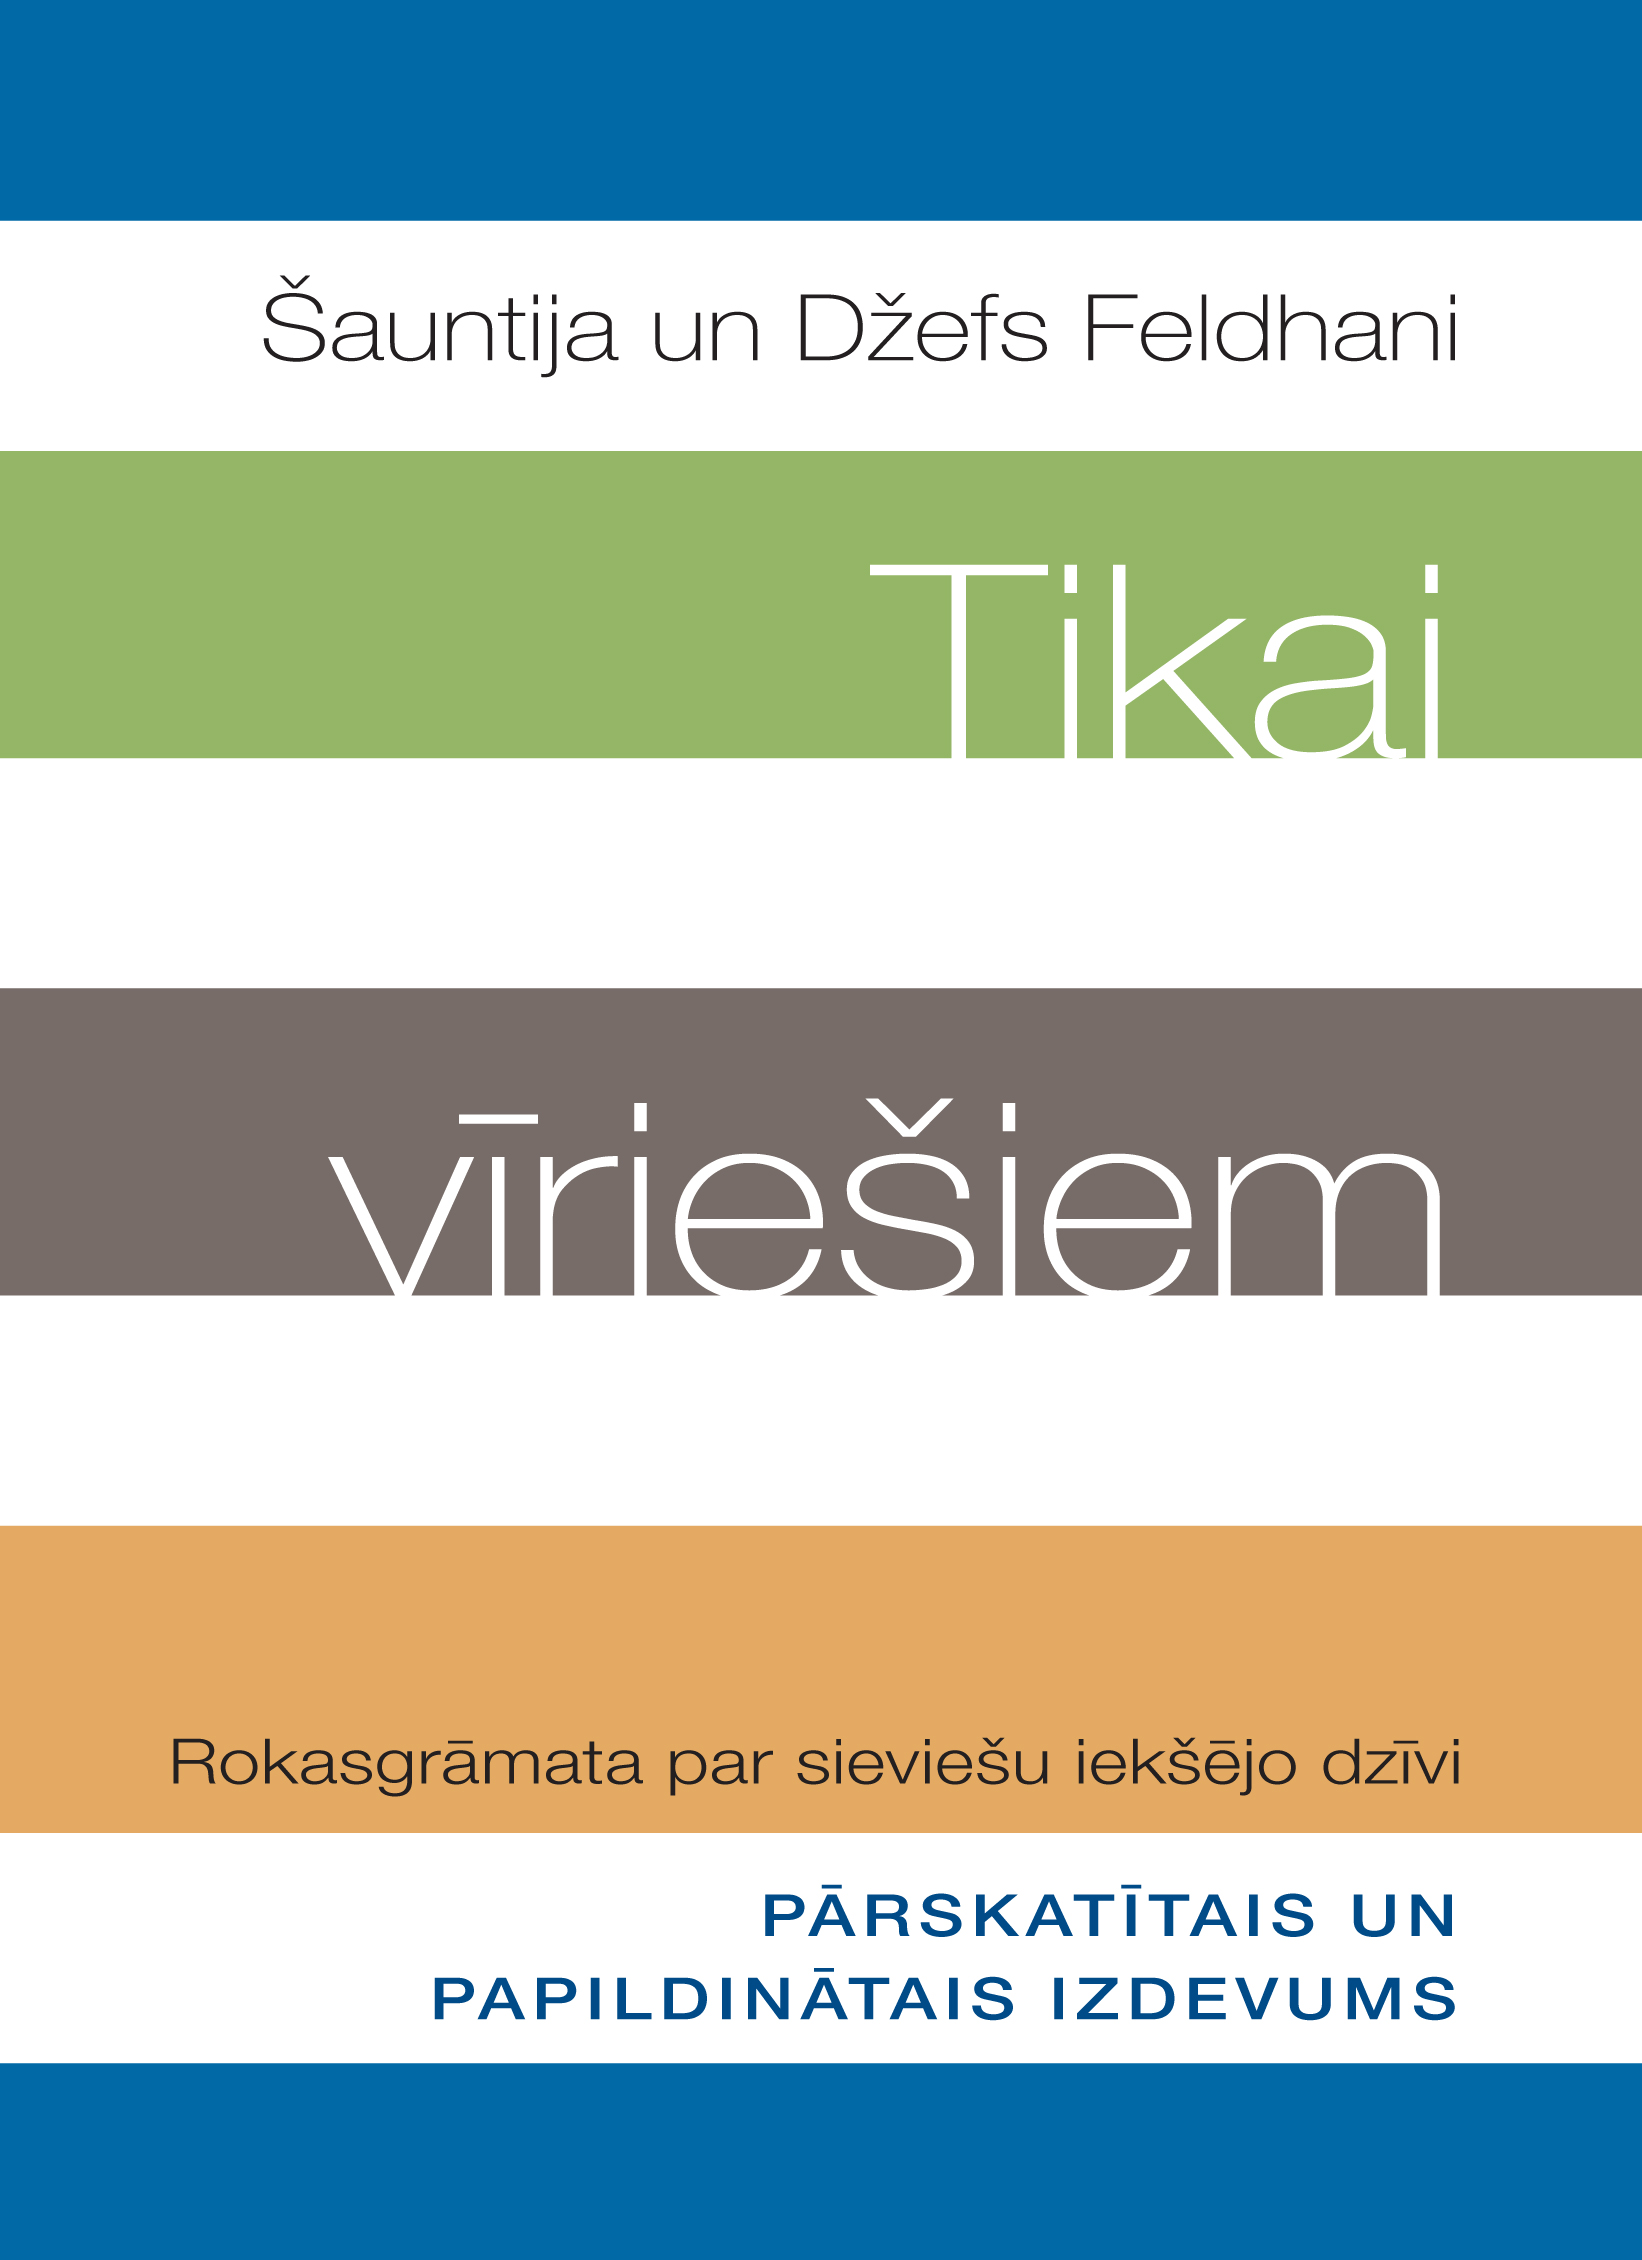 Šauntija un Džefs Feldhani
Tikai
vīriešiem
Rokasgrāmata par sieviešu iekšējo dzīvi
PĀRSKATĪTAIS UN
PAPILDINĀTAIS IZDEVUMS